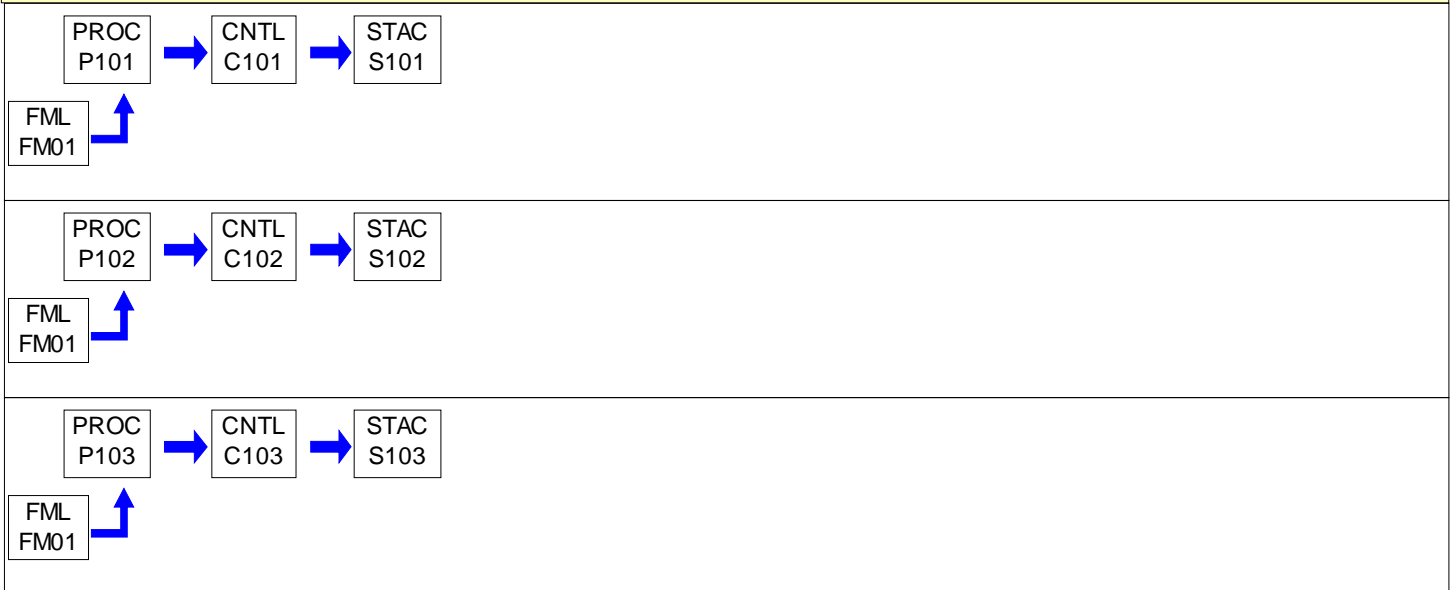 PROC
P101
CNTL
C101
STAC
S101
FML
FM01
PROC
P102
CNTL
C102
STAC
S102
FML
FM01
PROC
P103
CNTL
C103
STAC
S103
FML
FM01